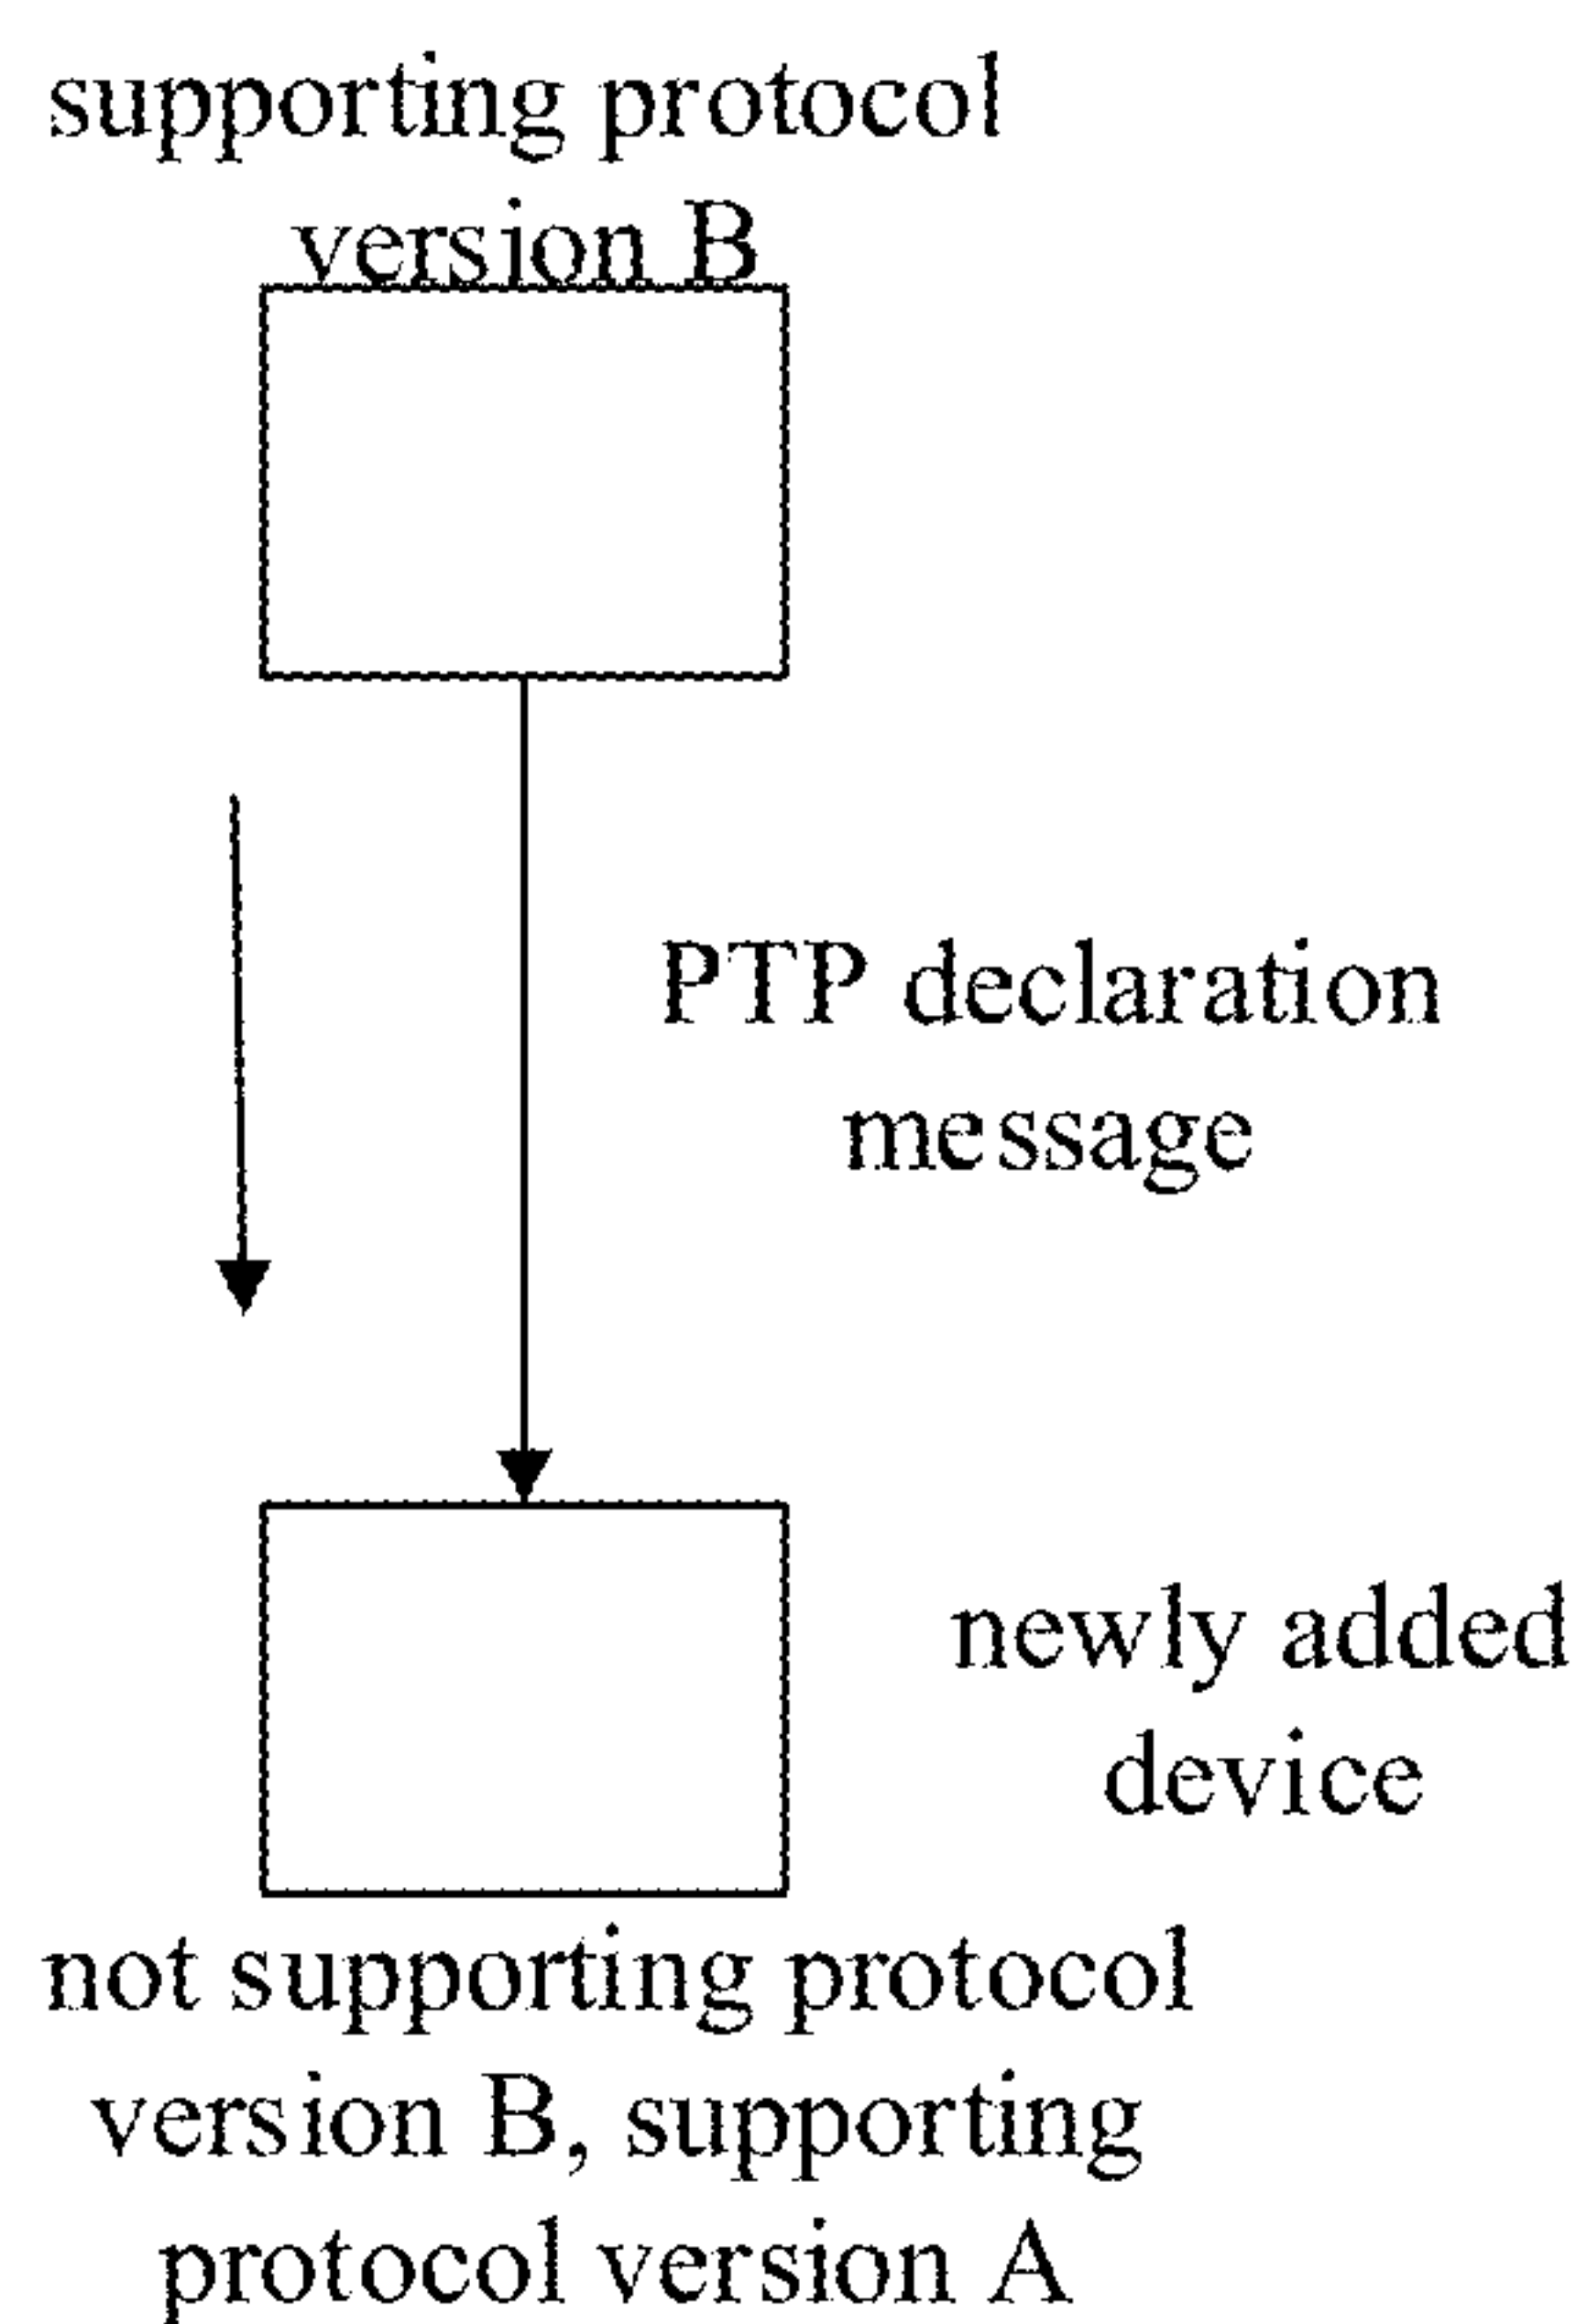 supporting protocol
version B
PTP declaration
message
newly added
device
not supporting protocol
version B, supporting
protocol version A